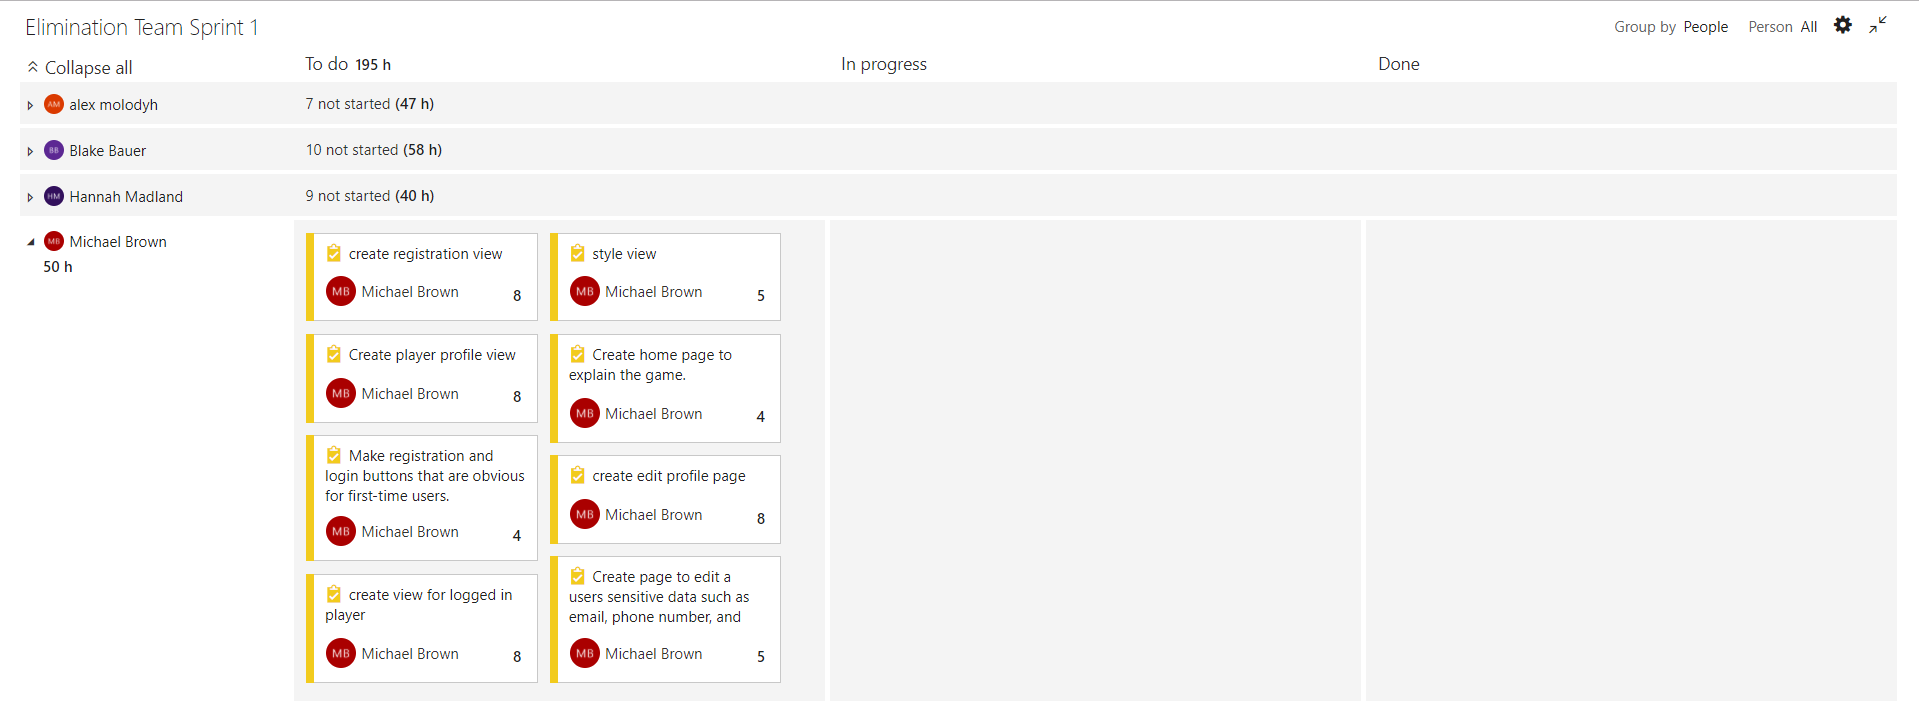 Elimination Team Sprint 1
Group by People Person All
Collapse all
To do 195 h
In progress
Done
AM alex molodyh
7 not started (47 h)
BB Blake Bauer
10 not started (58 h)
HM Hannah Madland
9 not started (40 h)
MB Michael Brown
50 h
create registration view
MB Michael Brown 8
Create player profile view
MB Michael Brown 8
Make registration and
login buttons that are obvious
for first-time users.
MB Michael Brown 4
create view for logged in
player
MB Michael Brown 8
style view
MB Michael Brown 5
Create home page to
explain the game.
MB Michael Brown 4
create edit profile page
MB Michael Brown 8
Create page to edit a
users sensitive data such as
email, phone number, and
MB Michael Brown 5